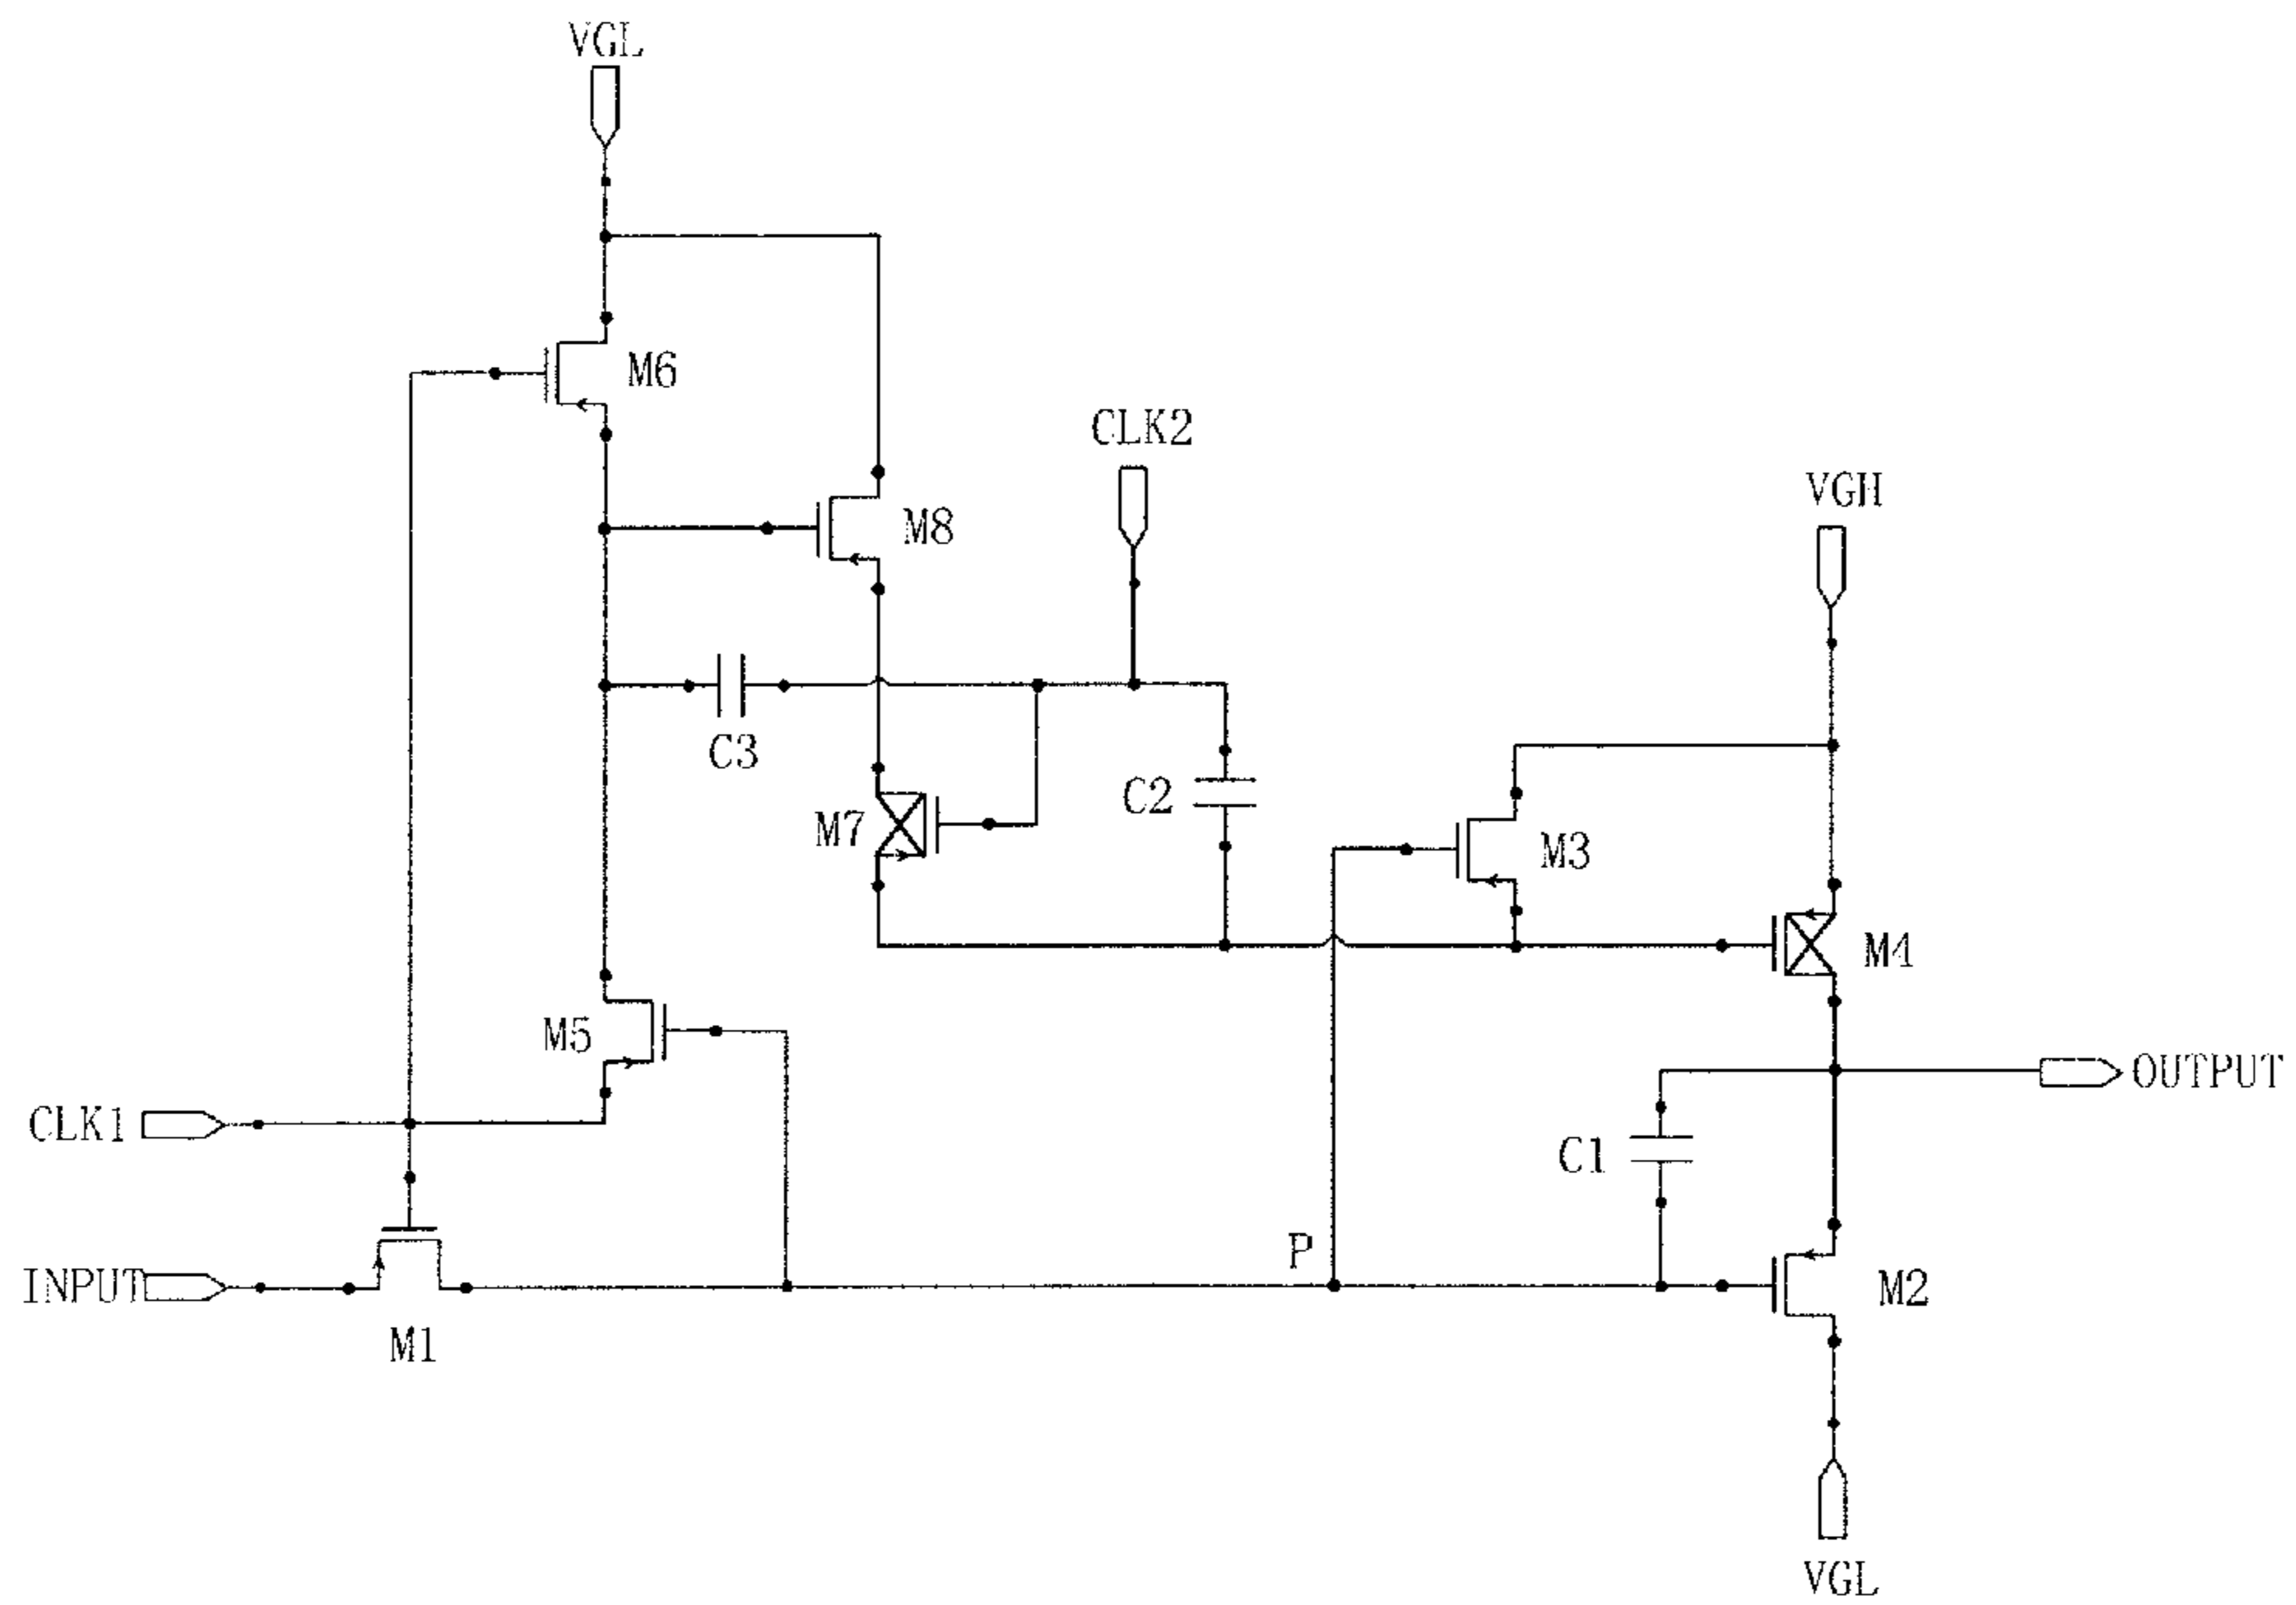 VGL
M6
CLK2
VGH
M8
C3
C2
M7
M3
M4
M5
OUTPUT
CLK1
C1
P
INPUT
M2
M1
VGL